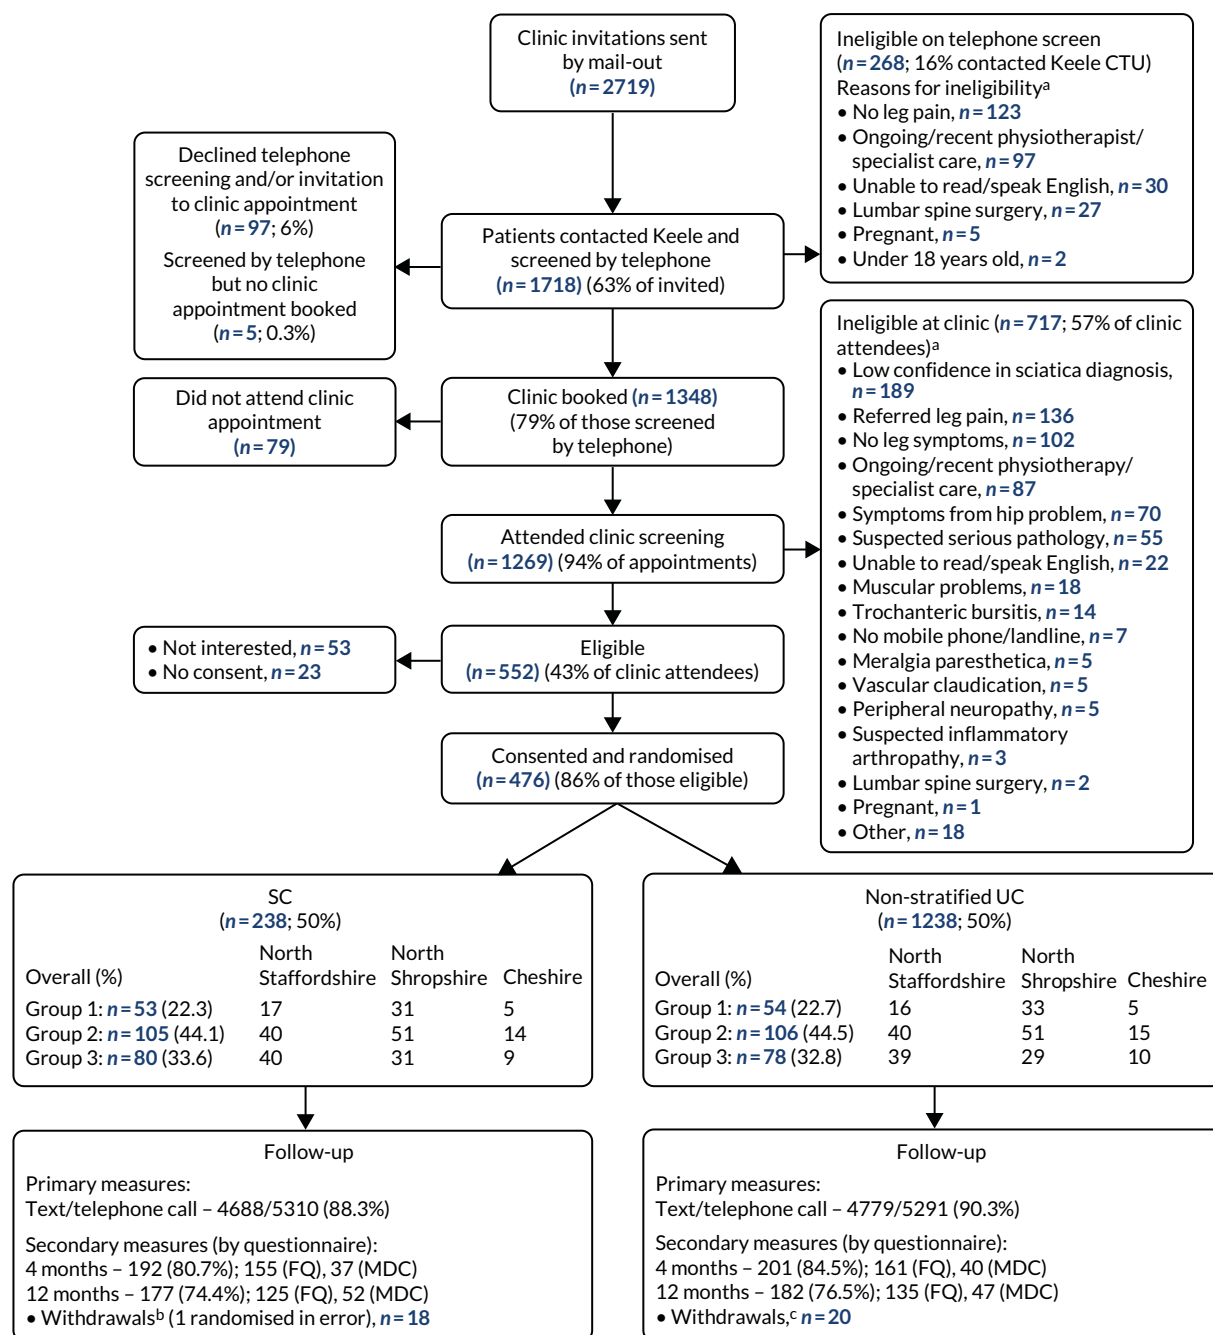 Clinic invitations sent
by mail-out
(n=2719)
Ineligible on telephone screen
(n=268; 16% contacted Keele CTU)
Reasons for ineligibilityᵃ
• No leg pain, n=123
• Ongoing/recent physiotherapist/
specialist care, n=97
• Unable to read/speak English, n=30
• Lumbar spine surgery, n=27
• Pregnant, n=5
• Under 18 years old, n=2
Declined telephone
screening and/or invitation
to clinic appointment
(n=97; 6%)
Screened by telephone
but no clinic
appointment booked
(n=5; 0.3%)
Patients contacted Keele and
screened by telephone
(n=1718) (63% of invited)
Ineligible at clinic (n=717; 57% of clinic
attendees)ᵃ
• Low confidence in sciatica diagnosis,
n=189
• Referred leg pain, n=136
• No leg symptoms, n=102
• Ongoing/recent physiotherapy/
specialist care, n=87
• Symptoms from hip problem, n=70
• Suspected serious pathology, n=55
• Unable to read/speak English, n=22
• Muscular problems, n=18
• Trochanteric bursitis, n=14
• No mobile phone/landline, n=7
• Meralgia paresthetica, n=5
• Vascular claudication, n=5
• Peripheral neuropathy, n=5
• Suspected inflammatory
arthropathy, n=3
• Lumbar spine surgery, n=2
• Pregnant, n=1
• Other, n=18
Did not attend clinic
appointment
(n=79)
Clinic booked (n=1348)
(79% of those screened
by telephone)
Attended clinic screening
(n=1269) (94% of appointments)
• Not interested, n=53
• No consent, n=23
Eligible
(n=552) (43% of clinic attendees)
Consented and randomised
(n=476) (86% of those eligible)
SC
(n=238; 50%)
North North
Overall (%) Staffordshire Shropshire Cheshire
Group 1: n=53 (22.3) 17 31 5
Group 2: n=105 (44.1) 40 51 14
Group 3: n=80 (33.6) 40 31 9
Non-stratified UC
(n=1238; 50%)
North North
Overall (%) Staffordshire Shropshire Cheshire
Group 1: n=54 (22.7) 16 33 5
Group 2: n=106 (44.5) 40 51 15
Group 3: n=78 (32.8) 39 29 10
Follow-up
Primary measures:
Text/telephone call – 4688/5310 (88.3%)
Secondary measures (by questionnaire):
4 months – 192 (80.7%); 155 (FQ), 37 (MDC)
12 months – 177 (74.4%); 125 (FQ), 52 (MDC)
• Withdrawalsᵇ (1 randomised in error), n=18
Follow-up
Primary measures:
Text/telephone call – 4779/5291 (90.3%)
Secondary measures (by questionnaire):
4 months – 201 (84.5%); 161 (FQ), 40 (MDC)
12 months – 182 (76.5%); 135 (FQ), 47 (MDC)
• Withdrawals,ᶜ n=20